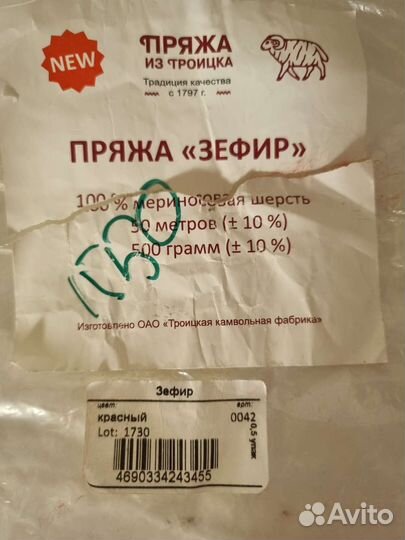 NEW
ПРЯЖА
ИЗ ТРОИЦКА
Традиция качества
с 1797 г.
ПРЯЖА «ЗЕФИР»
100 % мериносовая шерсть
50 метров (± 10 %)
500 грамм (± 10 %)
1730
Изготовлено ОАО «Троицкая камвольная фабрика»
Зефир
цвет: арт:
красный 0042
Lot: 1730
0,5 упак
4690334243455
Avito